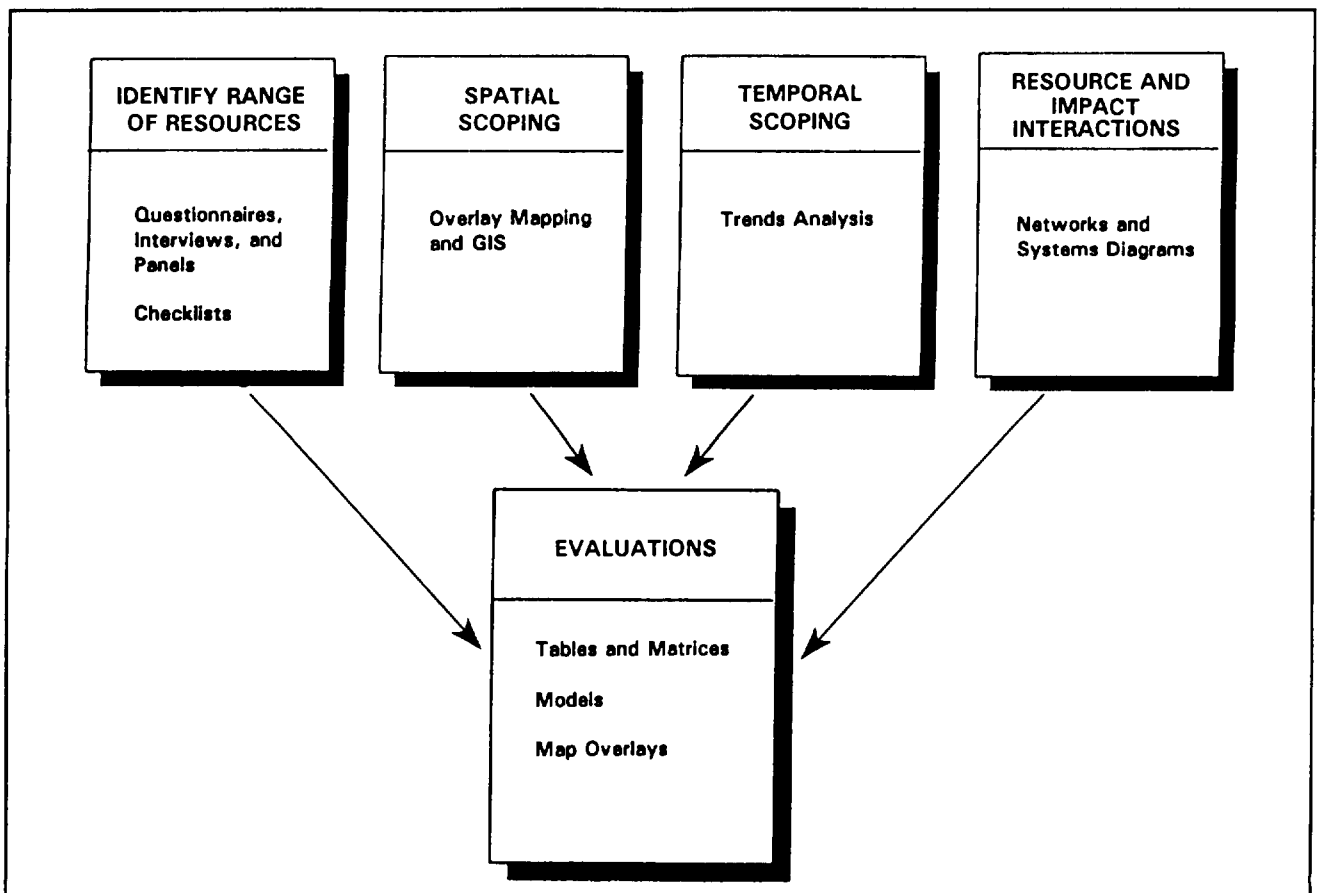 IDENTIFY RANGE
OF RESOURCES
Questionnaires,
Interviews, and
Panels
Checklists
SPATIAL
SCOPING
Overlay Mapping
and GIS
TEMPORAL
SCOPING
Trends Analysis
RESOURCE AND
IMPACT
INTERACTIONS
Networks and
Systems Diagrams
EVALUATIONS
Tables and Matrices
Models
Map Overlays